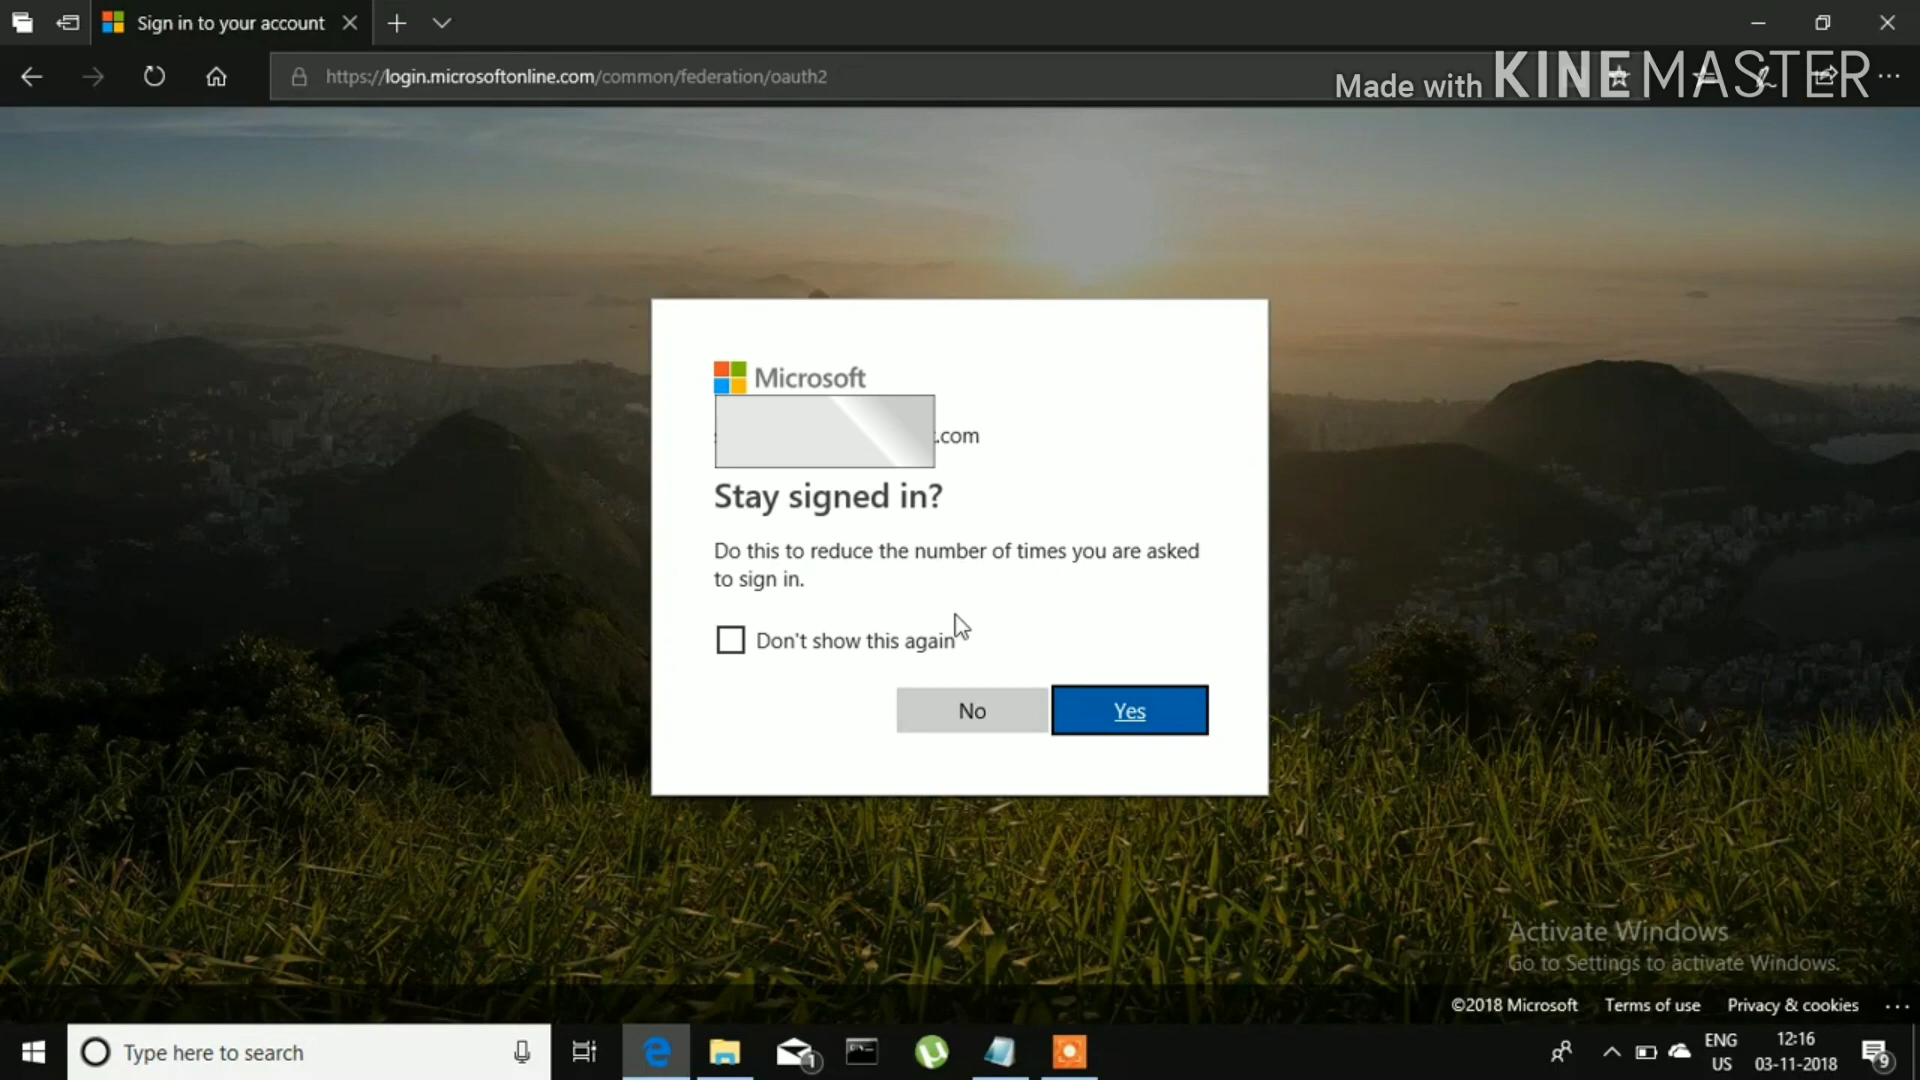 Sign in to your account
https://login.microsoftonline.com/common/federation/oauth2
Made with KINEMASTER
Microsoft
.com
Stay signed in?
Do this to reduce the number of times you are asked
to sign in.
Don't show this again
No
Yes
Activate Windows
Go to Settings to activate Windows.
©2018 Microsoft Terms of use Privacy & cookies
Type here to search
1
ENG
US
12:16
03-11-2018
9